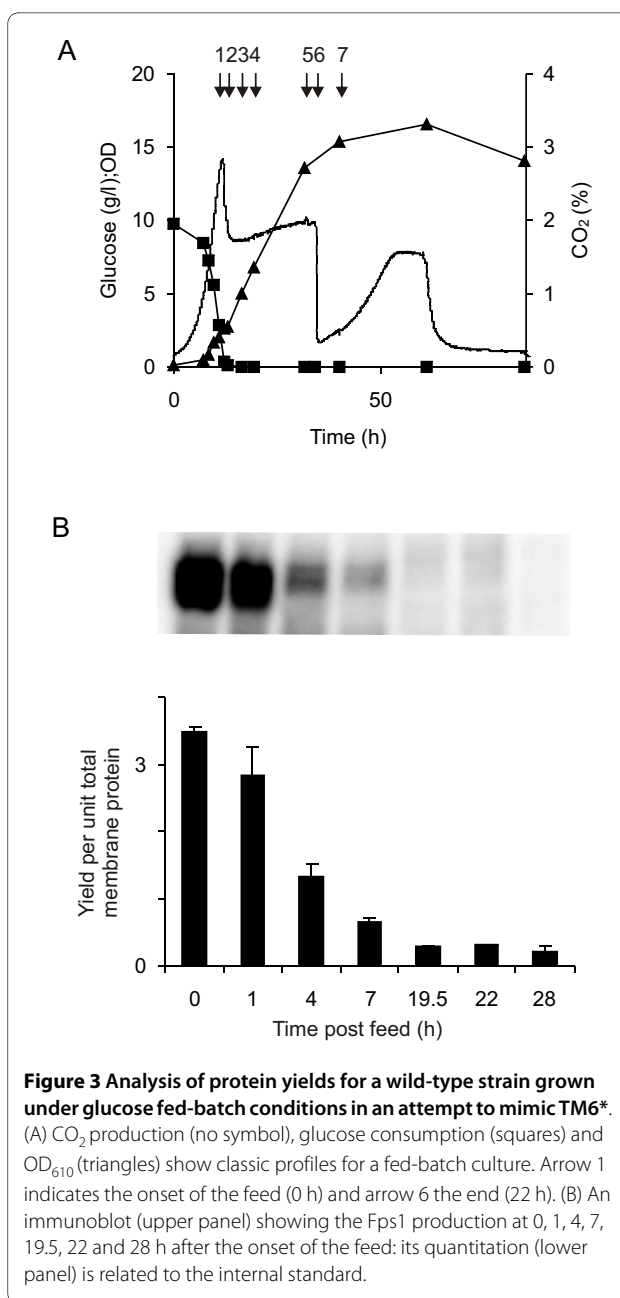 A
1234 56 7
20
15
10
5
0
Glucose (g/l);OD
4
3
2
1
0
CO₂ (%)
0 50
Time (h)
B
3
0
Yield per unit total
membrane protein
0 1 4 7 19.5 22 28
Time post feed (h)
Figure 3 Analysis of protein yields for a wild-type strain grown
under glucose fed-batch conditions in an attempt to mimic TM6*.
(A) CO₂ production (no symbol), glucose consumption (squares) and
OD₆₁₀ (triangles) show classic profiles for a fed-batch culture. Arrow 1
indicates the onset of the feed (0 h) and arrow 6 the end (22 h). (B) An
immunoblot (upper panel) showing the Fps1 production at 0, 1, 4, 7,
19.5, 22 and 28 h after the onset of the feed: its quantitation (lower
panel) is related to the internal standard.